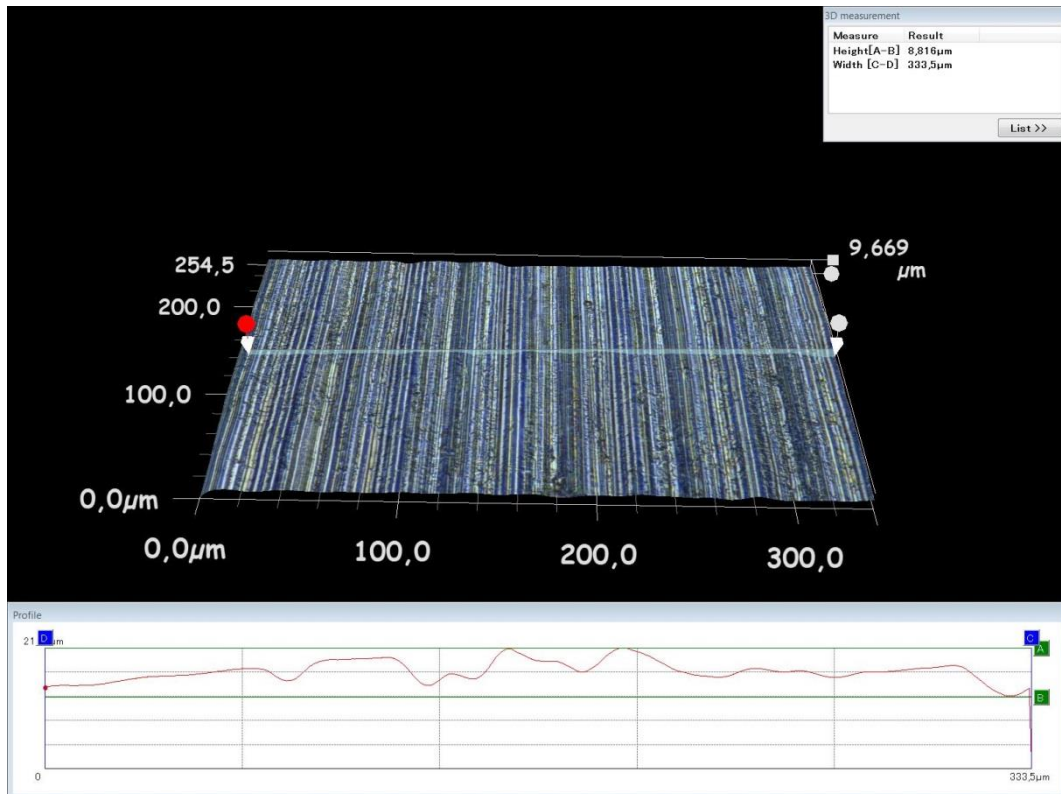 3D measurement
Measure Result
Height[A-B] 8,816µm
Width [C-D] 333,5µm
List >>
9,669
µm
254,5
200,0
100,0
0,0µm
0,0µm 100,0 200,0 300,0
Profile
D C
µm
A
B
0 333,5µm